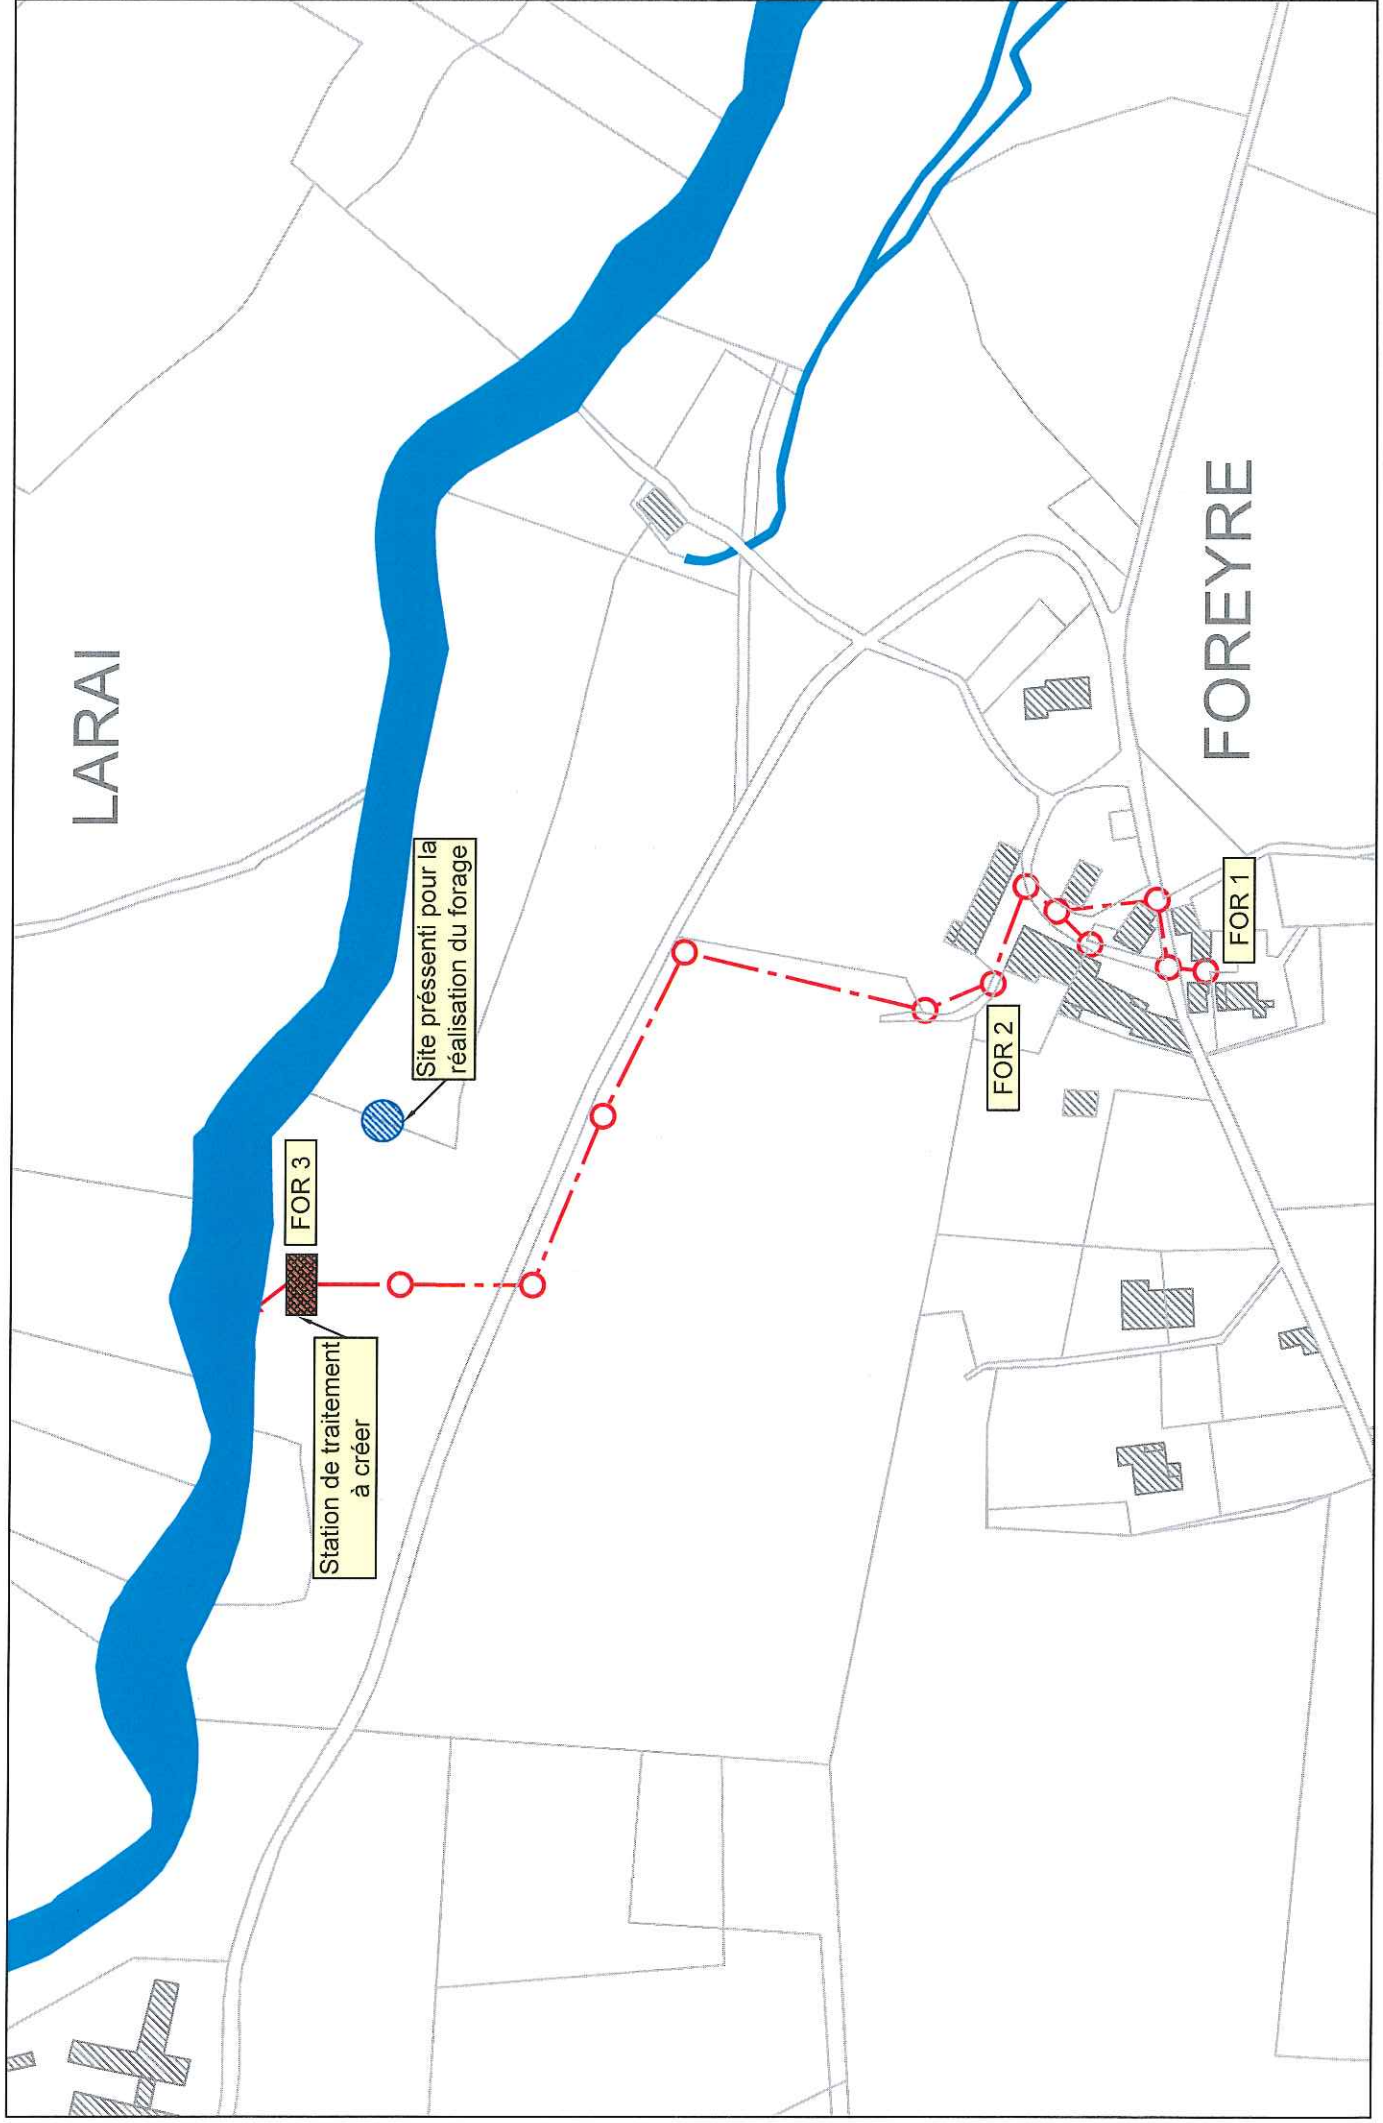 LARAI
Site préssenti pour la
réalisation du forage
FOR 3
Station de traitement
à créer
FOREYRE
FOR 1
FOR 2